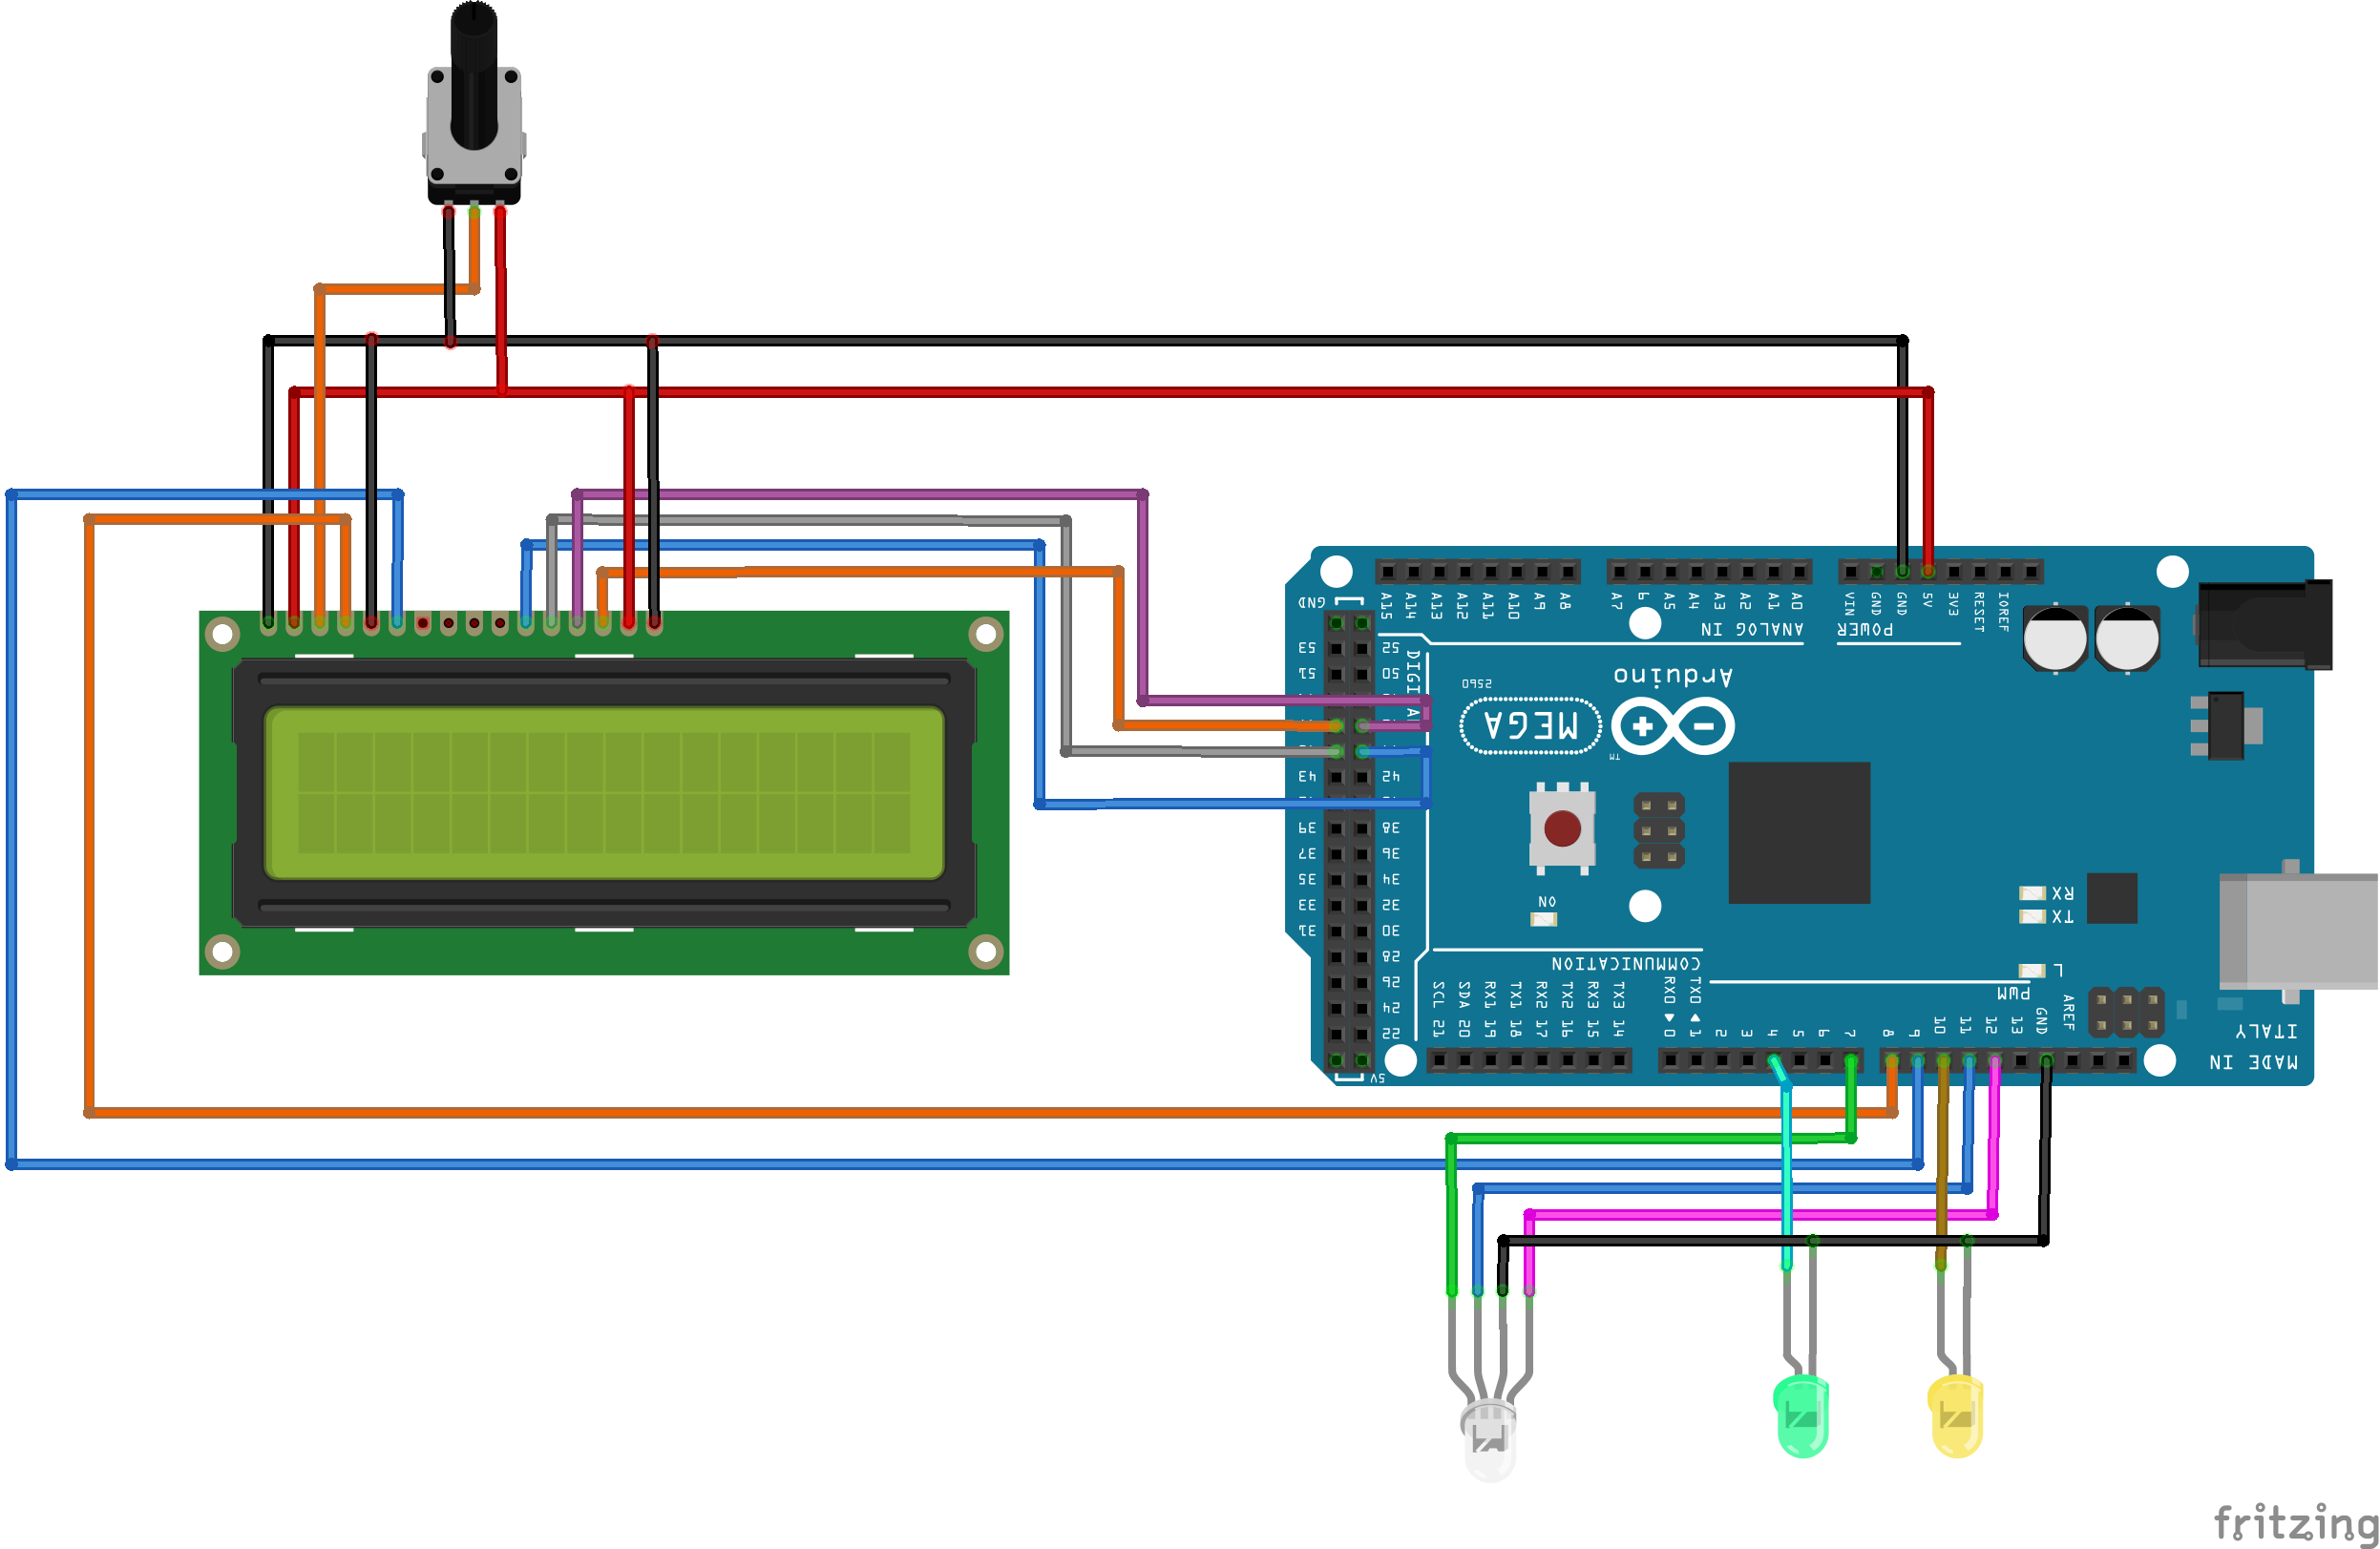 A15 A14 A13 A12 A11 A10 A9 A8
A7 6 A5 A4 A3 A2 A1 A0
VIN GND GND 5V 3V3 RESET IOREF
GND
ANALOG IN
POWER
53 52
51 50
DIGI A
Arduino
2560
MEGA
TM
43 42
39 38
37 36
35 34
33 32
31 30
28
26
24
22
5V
ON
RX
TX
L
COMMUNICATION
PWM
SCL 21
SDA 20
RX1 19
TX1 18
RX2 17
TX2 16
RX3 15
TX3 14
RX0 ▶ 0
TX0 ◀ 1
2 3 4 5 6 7
8 9 10 11 12 13 GND AREF
MADE IN
ITALY
fritzing